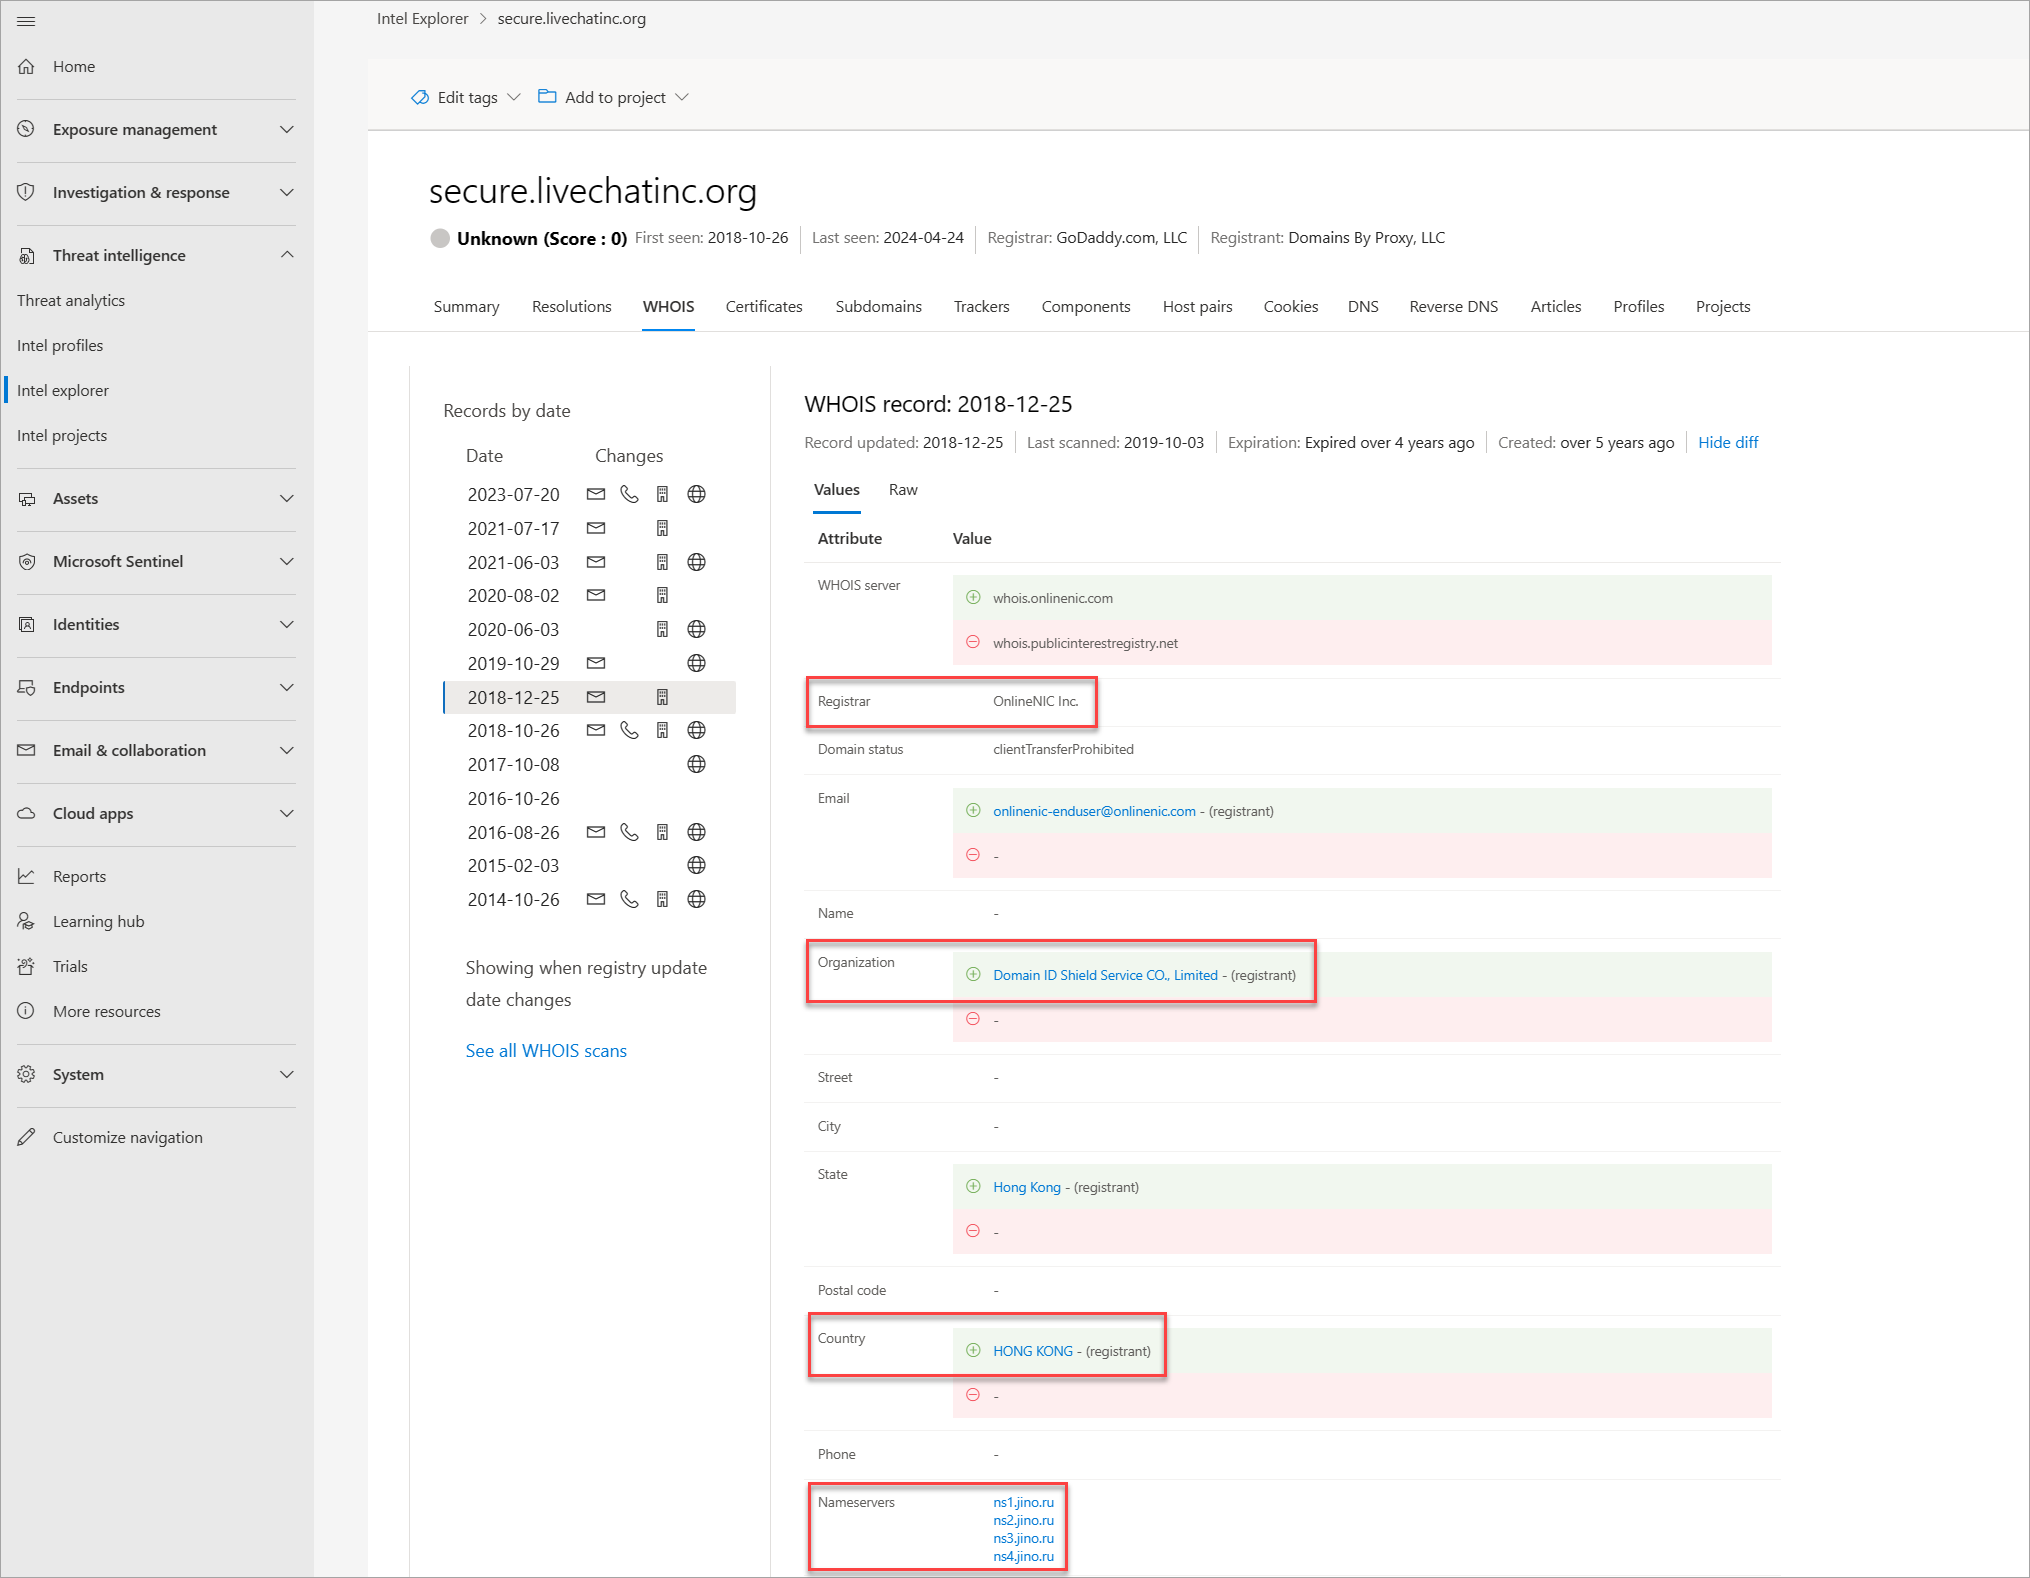 Intel Explorer > secure.livechatinc.org
Home
Exposure management
Investigation & response
Threat intelligence
Threat analytics
Intel profiles
Intel explorer
Intel projects
Assets
Microsoft Sentinel
Identities
Endpoints
Email & collaboration
Cloud apps
Reports
Learning hub
Trials
More resources
System
Customize navigation
Edit tags Add to project
secure.livechatinc.org
Unknown (Score : 0) First seen: 2018-10-26 Last seen: 2024-04-24 Registrar: GoDaddy.com, LLC Registrant: Domains By Proxy, LLC
Summary Resolutions WHOIS Certificates Subdomains Trackers Components Host pairs Cookies DNS Reverse DNS Articles Profiles Projects
Records by date
Date Changes
2023-07-20
2021-07-17
2021-06-03
2020-08-02
2020-06-03
2019-10-29
2018-12-25
2018-10-26
2017-10-08
2016-10-26
2016-08-26
2015-02-03
2014-10-26
Showing when registry update
date changes
See all WHOIS scans
WHOIS record: 2018-12-25
Record updated: 2018-12-25 Last scanned: 2019-10-03 Expiration: Expired over 4 years ago Created: over 5 years ago Hide diff
Values Raw
Attribute Value
WHOIS server whois.onlinenic.com
whois.publicinterestregistry.net
Registrar OnlineNIC Inc.
Domain status clientTransferProhibited
Email onlinenic-enduser@onlinenic.com - (registrant)
-
Name -
Organization Domain ID Shield Service CO., Limited - (registrant)
-
Street -
City -
State Hong Kong - (registrant)
-
Postal code -
Country HONG KONG - (registrant)
-
Phone -
Nameservers ns1.jino.ru
ns2.jino.ru
ns3.jino.ru
ns4.jino.ru